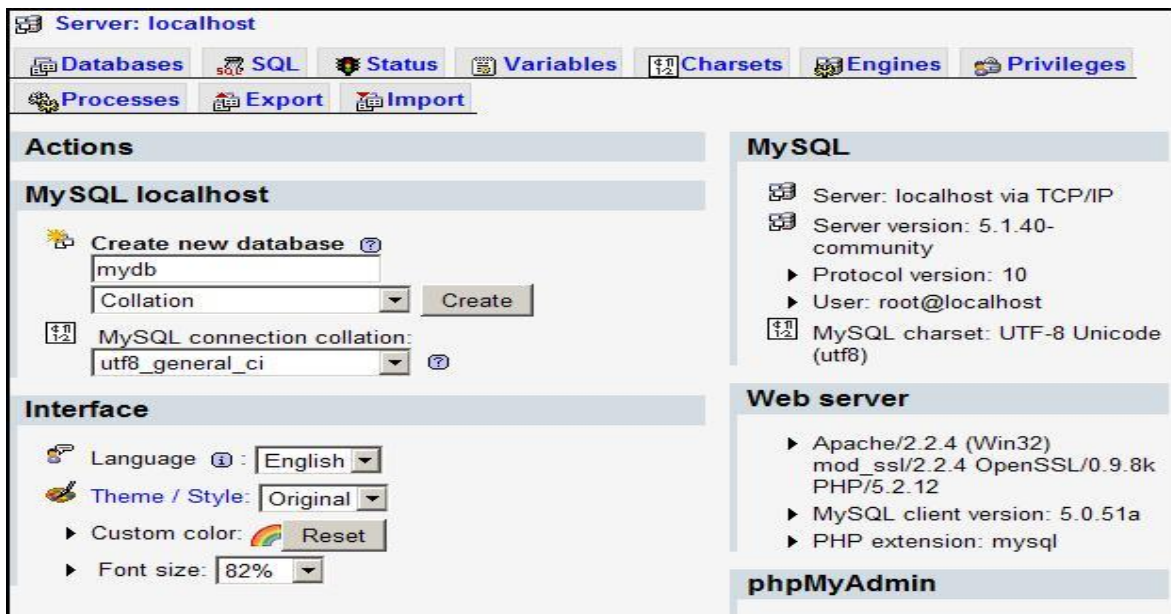 Server: localhost
Databases SQL Status Variables Charsets Engines Privileges
Processes Export Import
Actions
MySQL localhost
Create new database
mydb
Collation Create
MySQL connection collation:
utf8_general_ci
Interface
Language : English
Theme / Style: Original
Custom color: Reset
Font size: 82%
MySQL
Server: localhost via TCP/IP
Server version: 5.1.40-
community
Protocol version: 10
User: root@localhost
MySQL charset: UTF-8 Unicode
(utf8)
Web server
Apache/2.2.4 (Win32)
mod_ssl/2.2.4 OpenSSL/0.9.8k
PHP/5.2.12
MySQL client version: 5.0.51a
PHP extension: mysql
phpMyAdmin